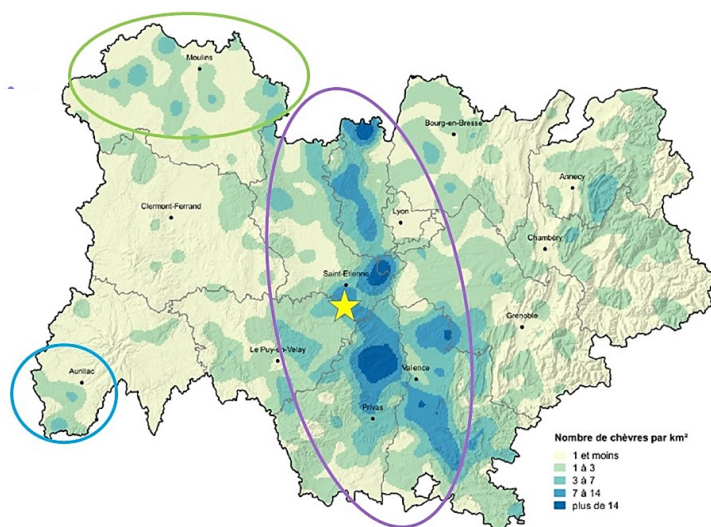 Moulins
Bourg-en-Bresse
Annecy
Clermont-Ferrand
Lyon
Chambéry
Saint-Etienne
Grenoble
Le Puy-en-Velay
Aurillac
Valence
Privas
Nombre de chèvres par km²
1 et moins
1 à 3
3 à 7
7 à 14
plus de 14